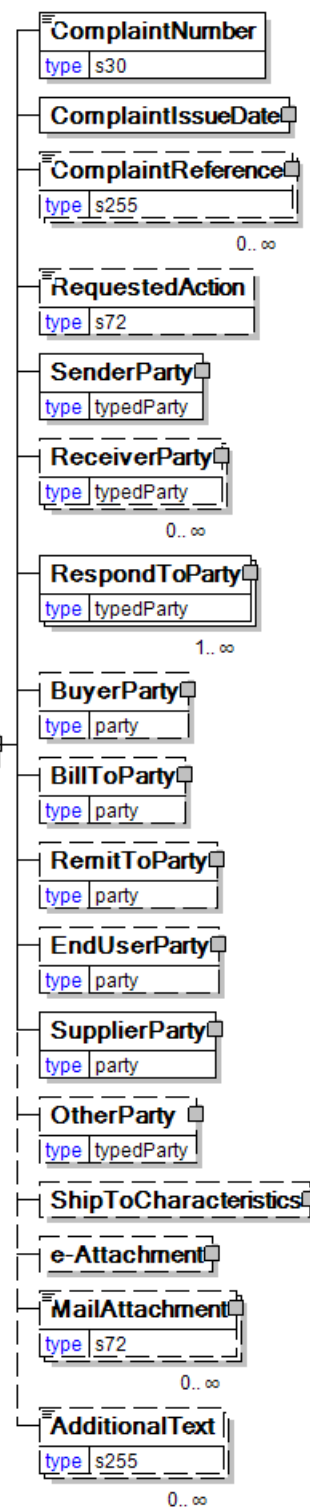 ComplaintNumber
type s30
ComplaintIssueDate
ComplaintReference
type s255
0.. ∞
RequestedAction
type s72
SenderParty
type typedParty
ReceiverParty
type typedParty
0.. ∞
RespondToParty
type typedParty
1.. ∞
BuyerParty
type party
BillToParty
type party
RemitToParty
type party
EndUserParty
type party
SupplierParty
type party
OtherParty
type typedParty
ShipToCharacteristics
e-Attachment
MailAttachment
type s72
0.. ∞
AdditionalText
type s255
0.. ∞